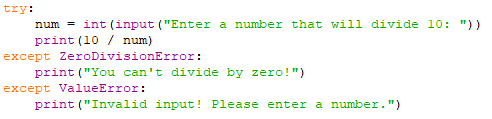 try:
    num = int(input("Enter a number that will divide 10: "))
    print(10 / num)
except ZeroDivisionError:
    print("You can't divide by zero!")
except ValueError:
    print("Invalid input! Please enter a number.")